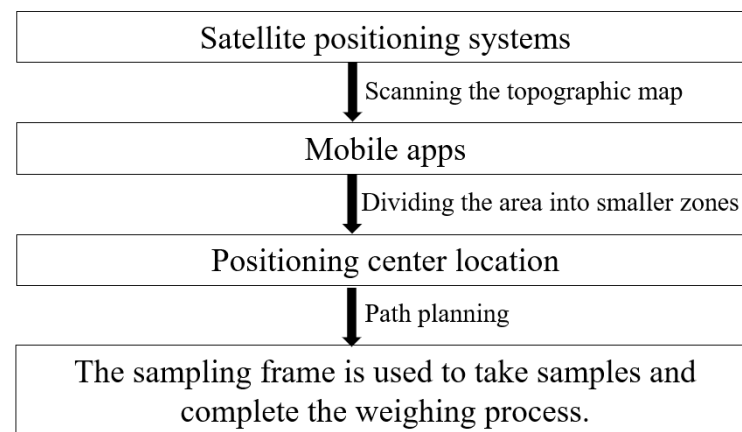 Satellite positioning systems
Scanning the topographic map
Mobile apps
Dividing the area into smaller zones
Positioning center location
Path planning
The sampling frame is used to take samples and
complete the weighing process.